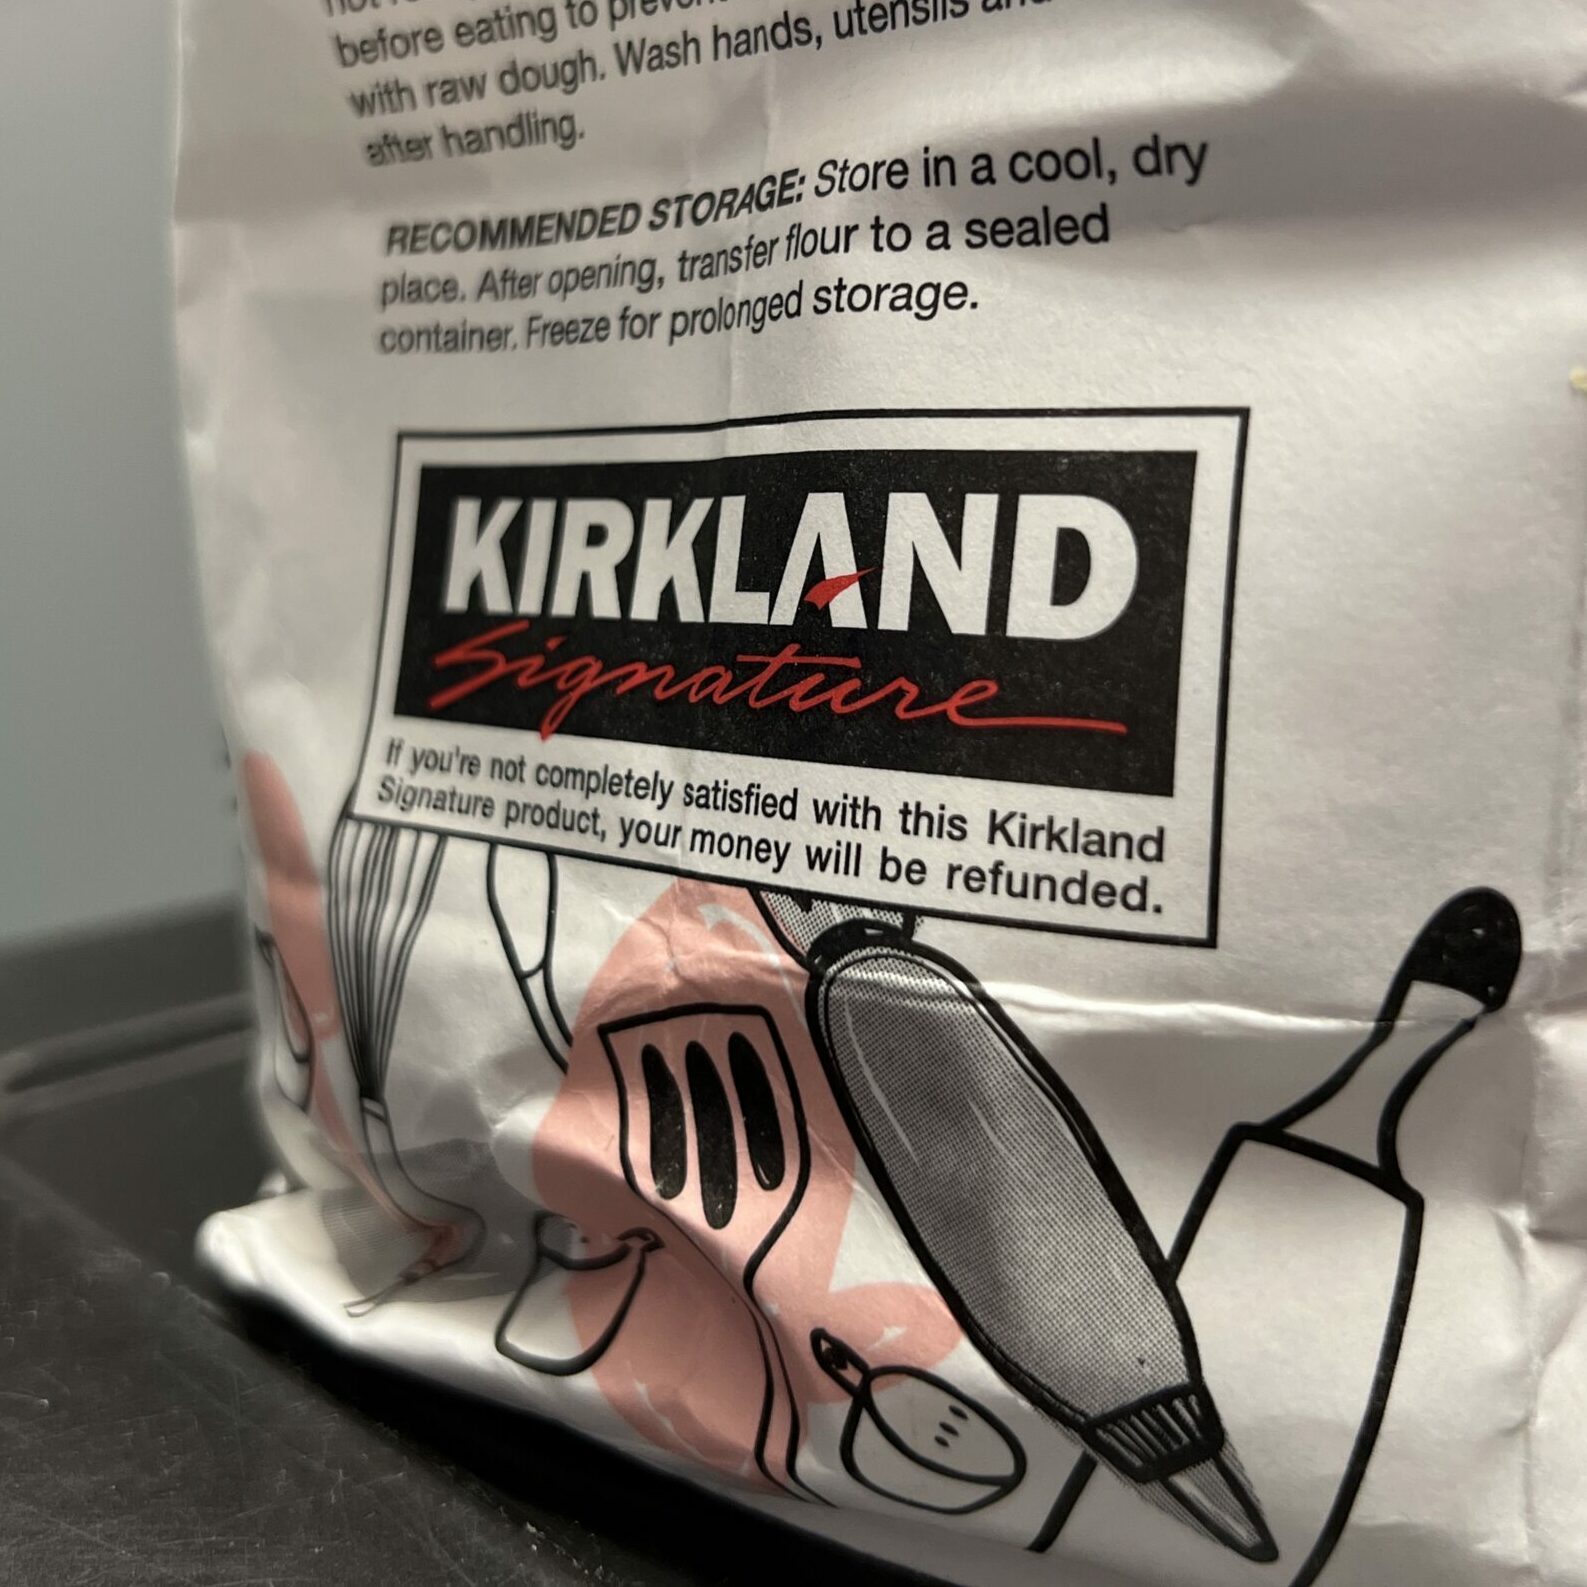 before eating to
with raw dough. Wash hands, utensils
after handling.
RECOMMENDED STORAGE: Store in a cool, dry
place. After opening, transfer flour to a sealed
container. Freeze for prolonged storage.
KIRKLAND
Signature
If you're not completely satisfied with this Kirkland
Signature product, your money will be refunded.